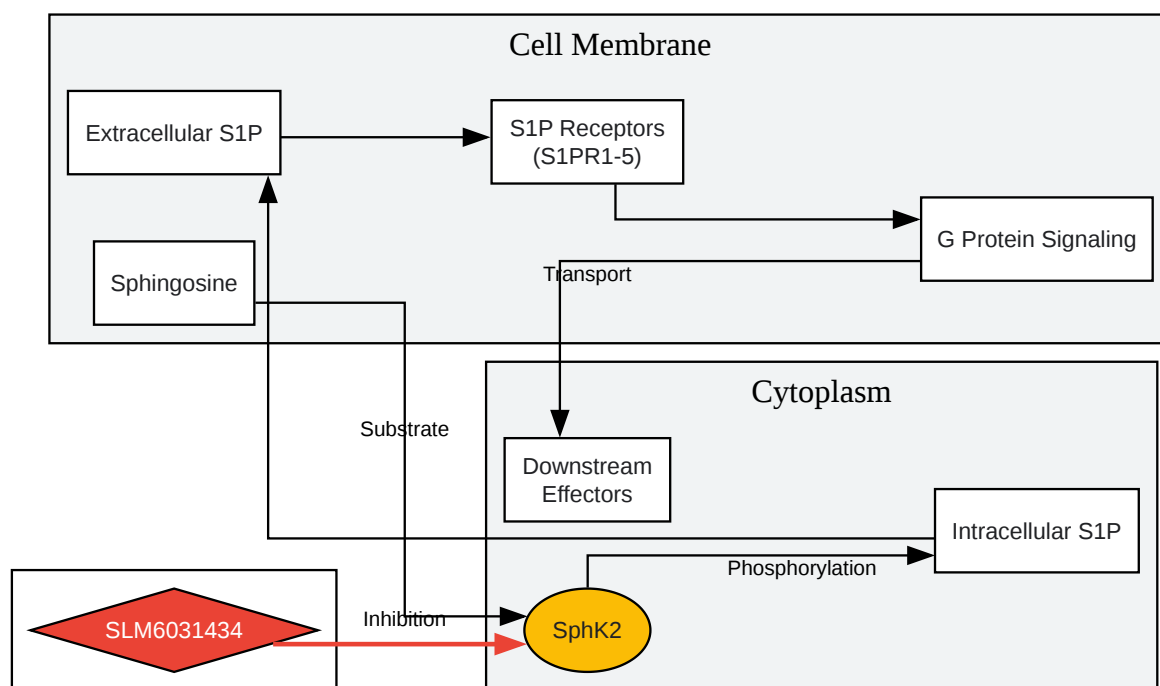 Cell Membrane
Extracellular S1P
S1P Receptors
(S1PR1-5)
G Protein Signaling
Transport
Sphingosine
Cytoplasm
Substrate
Downstream
Effectors
Intracellular S1P
Phosphorylation
SLM6031434
Inhibition
SphK2